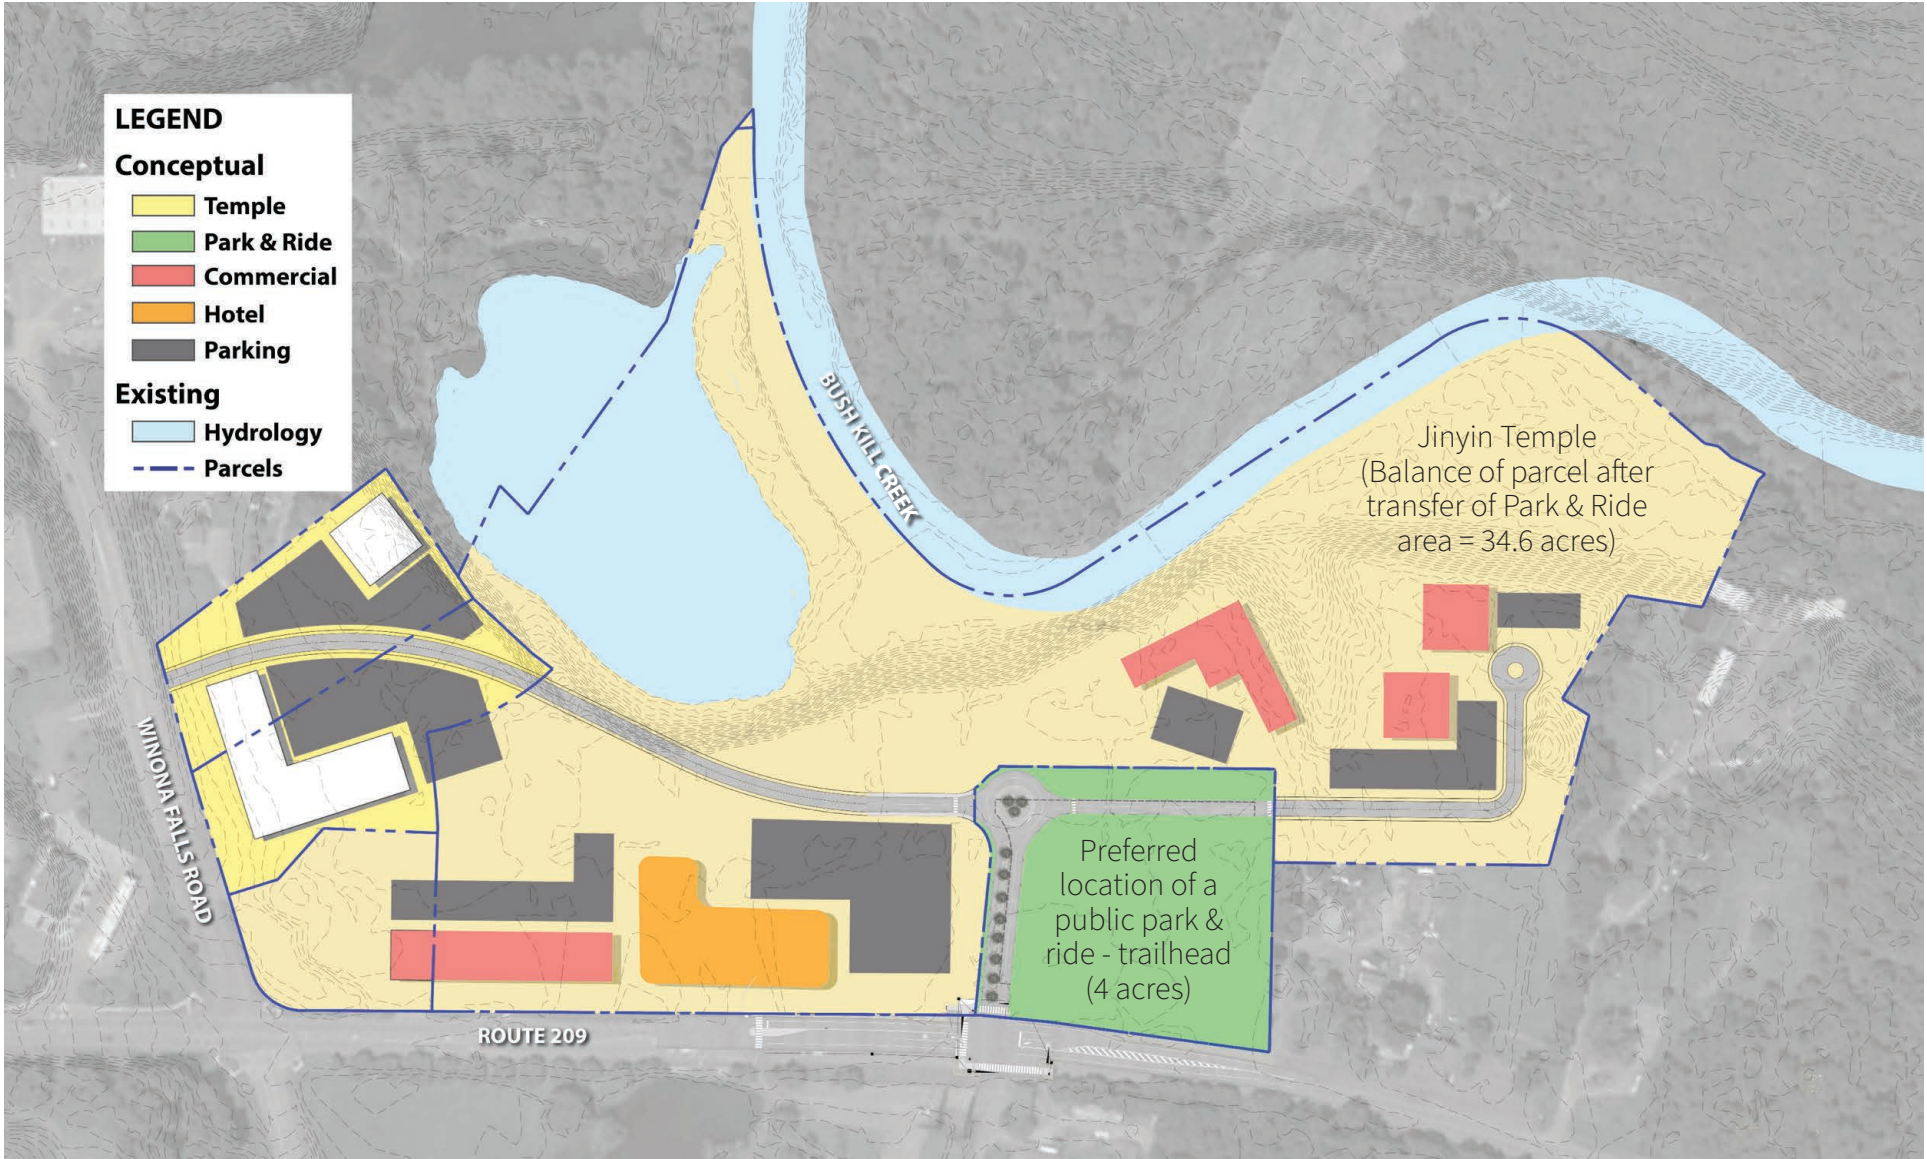 LEGEND
Conceptual
Temple
Park & Ride
Commercial
Hotel
Parking
Existing
Hydrology
Parcels
BUSH KILL CREEK
Jinyin Temple
(Balance of parcel after
transfer of Park & Ride
area = 34.6 acres)
WINONA FALLS ROAD
Preferred
location of a
public park &
ride - trailhead
(4 acres)
ROUTE 209